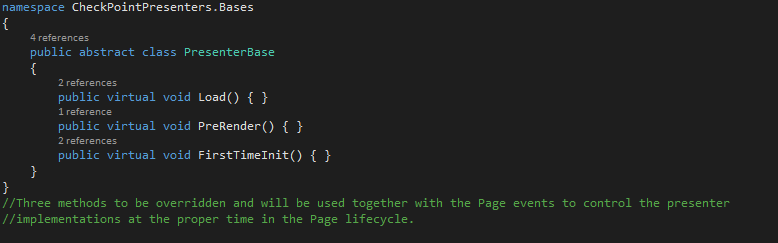 namespace CheckPointPresenters.Bases
{
4 references
public abstract class PresenterBase
{
2 references
public virtual void Load() { }
1 reference
public virtual void PreRender() { }
2 references
public virtual void FirstTimeInit() { }
}
}
//Three methods to be overridden and will be used together with the Page events to control the presenter
//implementations at the proper time in the Page lifecycle.